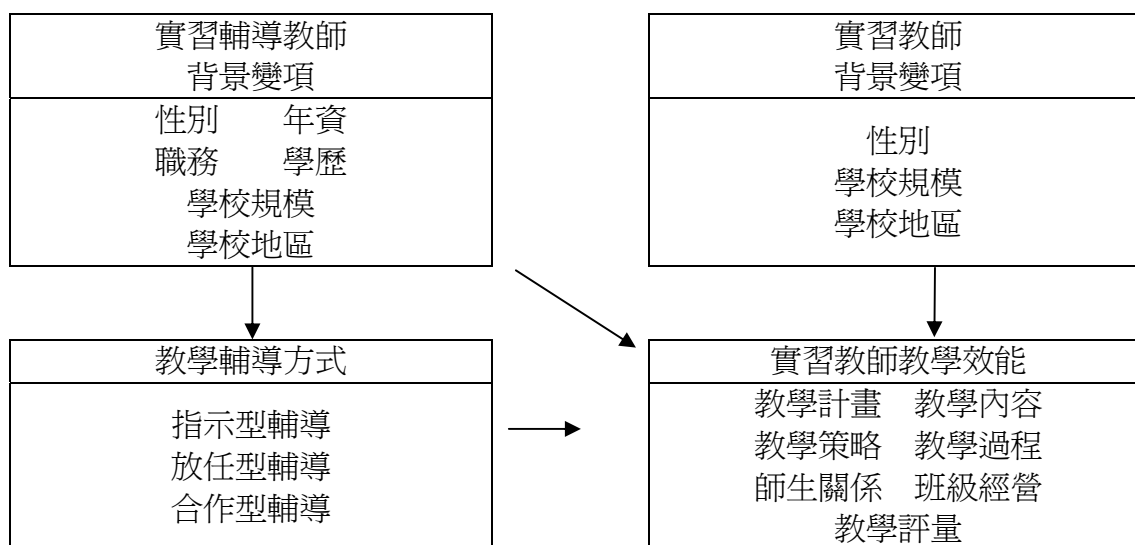 實習輔導教師
背景變項
性別 年資
職務 學歷
學校規模
學校地區
實習教師
背景變項
性別
學校規模
學校地區
教學輔導方式
指示型輔導
放任型輔導
合作型輔導
實習教師教學效能
教學計畫 教學內容
教學策略 教學過程
師生關係 班級經營
教學評量